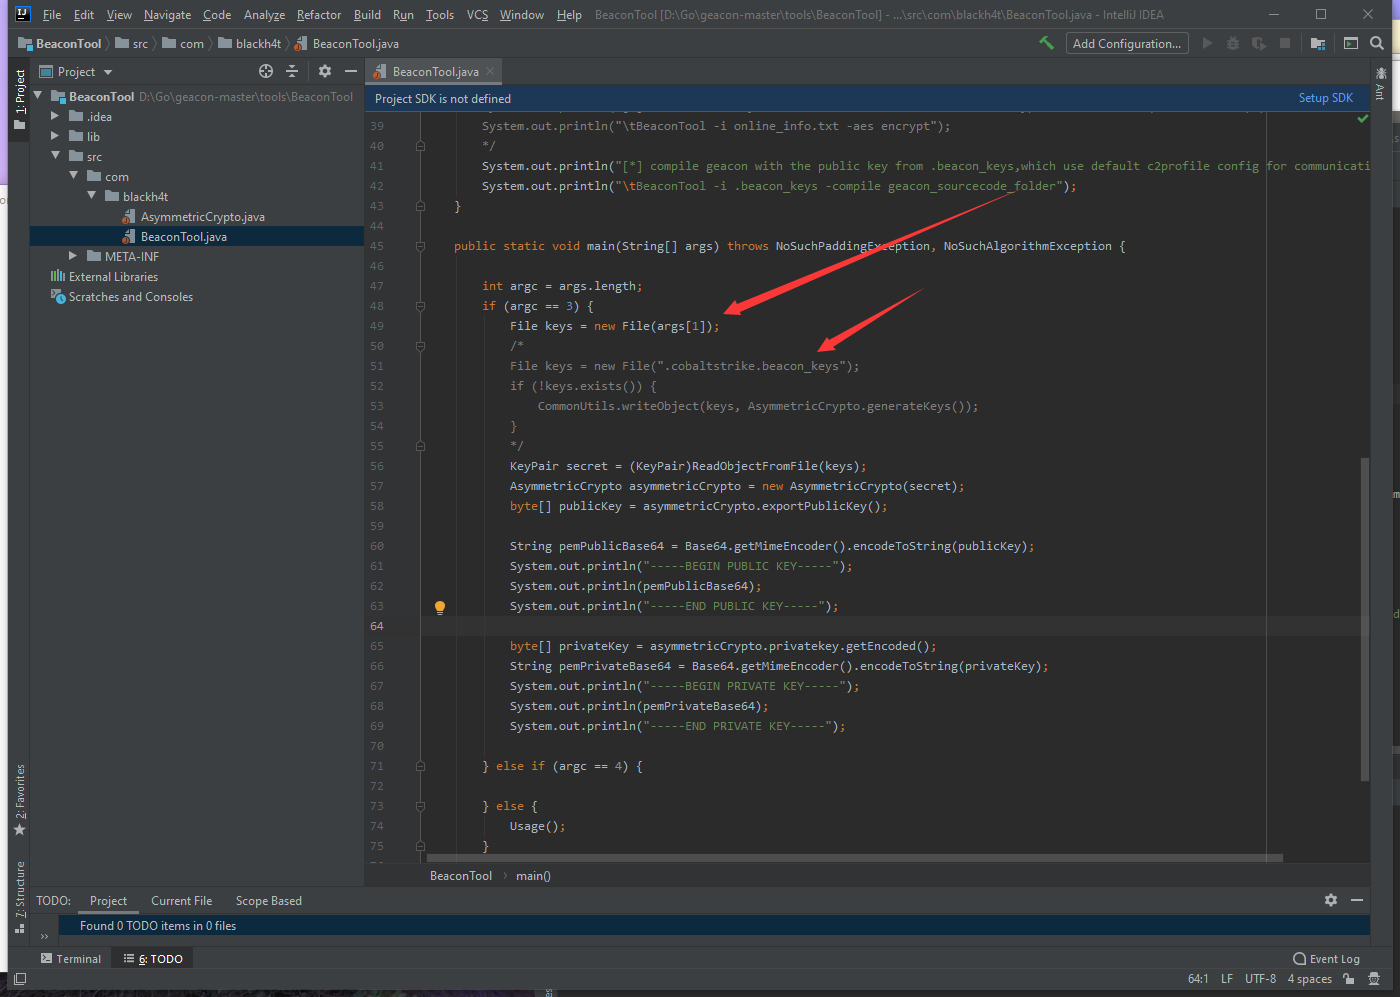 File Edit View Navigate Code Analyze Refactor Build Run Tools VCS Window Help BeaconTool [D:\Go\geacon-master\tools\BeaconTool] - ...\src\com\blackh4t\BeaconTool.java - IntelliJ IDEA
BeaconTool src com blackh4t BeaconTool.java Add Configuration...
Project BeaconTool.java
1: Project
Ant
Project SDK is not defined Setup SDK
BeaconTool D:\Go\geacon-master\tools\BeaconTool
.idea
lib
src
com
blackh4t
AsymmetricCrypto.java
BeaconTool.java
META-INF
External Libraries
Scratches and Consoles
39 System.out.println("\tBeaconTool -i online_info.txt -aes encrypt");
40 */
41 System.out.println("[*] compile geacon with the public key from .beacon_keys,which use default c2profile config for communicati
42 System.out.println("\tBeaconTool -i .beacon_keys -compile geacon_sourcecode_folder");
43 }
44
45 public static void main(String[] args) throws NoSuchPaddingException, NoSuchAlgorithmException {
46
47 int argc = args.length;
48 if (argc == 3) {
49 File keys = new File(args[1]);
50 /*
51 File keys = new File(".cobaltstrike.beacon_keys");
52 if (!keys.exists()) {
53 CommonUtils.writeObject(keys, AsymmetricCrypto.generateKeys());
54 }
55 */
56 KeyPair secret = (KeyPair)ReadObjectFromFile(keys);
57 AsymmetricCrypto asymmetricCrypto = new AsymmetricCrypto(secret);
58 byte[] publicKey = asymmetricCrypto.exportPublicKey();
59
60 String pemPublicBase64 = Base64.getMimeEncoder().encodeToString(publicKey);
61 System.out.println("-----BEGIN PUBLIC KEY-----");
62 System.out.println(pemPublicBase64);
63 System.out.println("-----END PUBLIC KEY-----");
64
65 byte[] privateKey = asymmetricCrypto.privatekey.getEncoded();
66 String pemPrivateBase64 = Base64.getMimeEncoder().encodeToString(privateKey);
67 System.out.println("-----BEGIN PRIVATE KEY-----");
68 System.out.println(pemPrivateBase64);
69 System.out.println("-----END PRIVATE KEY-----");
70
71 } else if (argc == 4) {
72
73 } else {
74 Usage();
75 }
2: Favorites
7: Structure
BeaconTool main()
TODO: Project Current File Scope Based
Found 0 TODO items in 0 files
Terminal 6: TODO Event Log
64:1 LF UTF-8 4 spaces